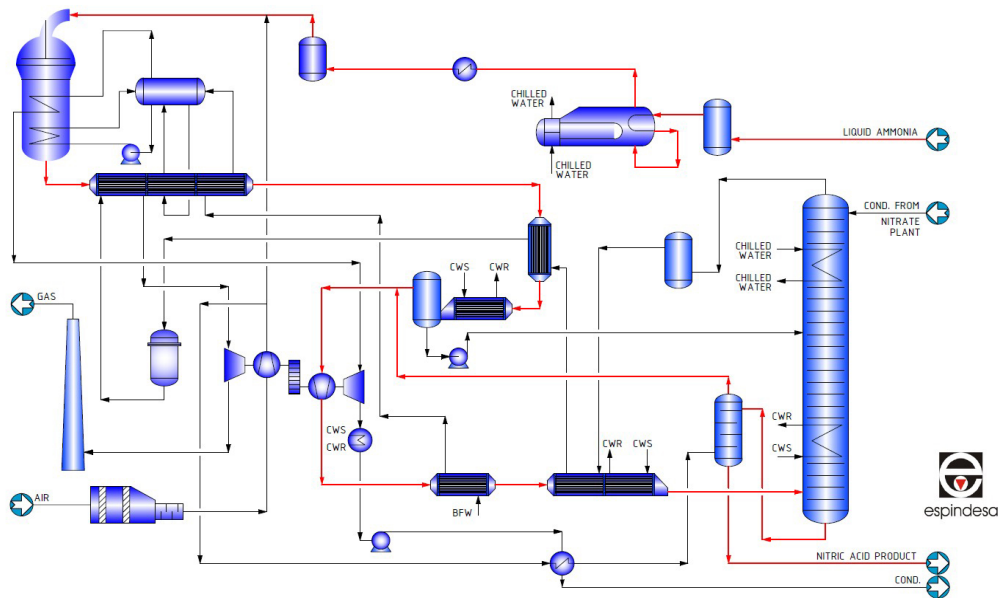 CHILLED
WATER
LIQUID AMMONIA
CHILLED
WATER
COND. FROM
NITRATE
PLANT
CHILLED
WATER
CWS
CWR
CHILLED
WATER
GAS
CWR
CWS
CWR
CWR
CWS
CWS
AIR
BFW
espindesa
NITRIC ACID PRODUCT
COND.